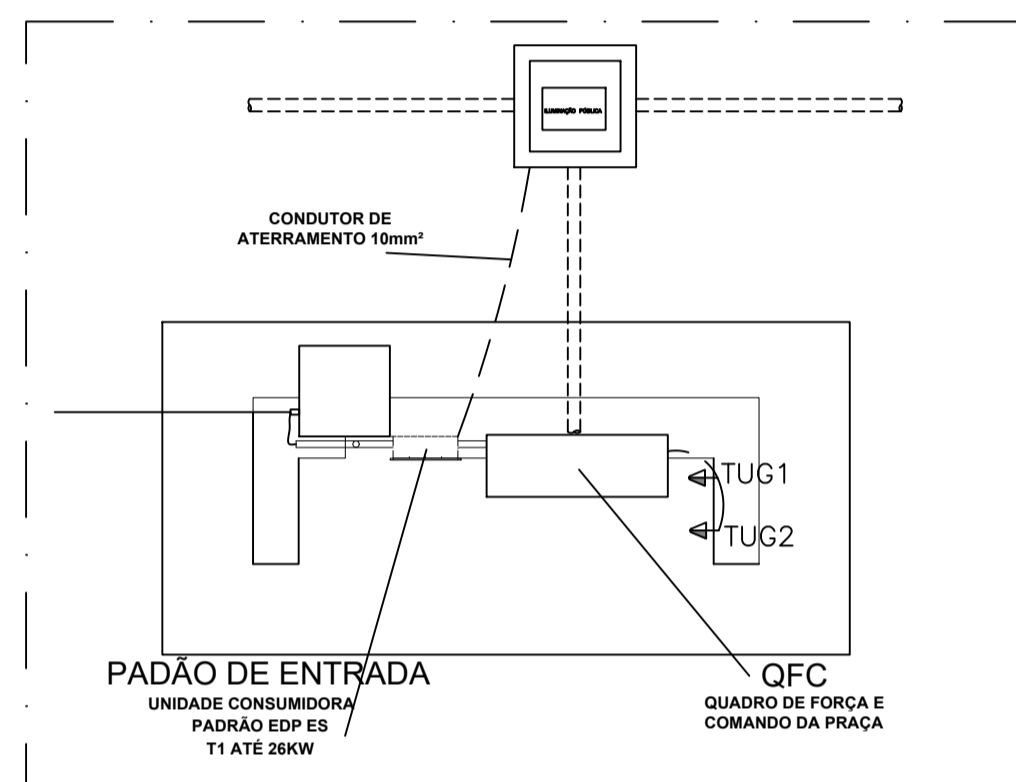 ILUMINAÇÃO PÚBLICA
CONDUTOR DE
ATERRAMENTO 10mm²
TUG1
TUG2
PADÃO DE ENTRADA
UNIDADE CONSUMIDORA
PADRÃO EDP ES
T1 ATÉ 26KW
QFC
QUADRO DE FORÇA E
COMANDO DA PRAÇA